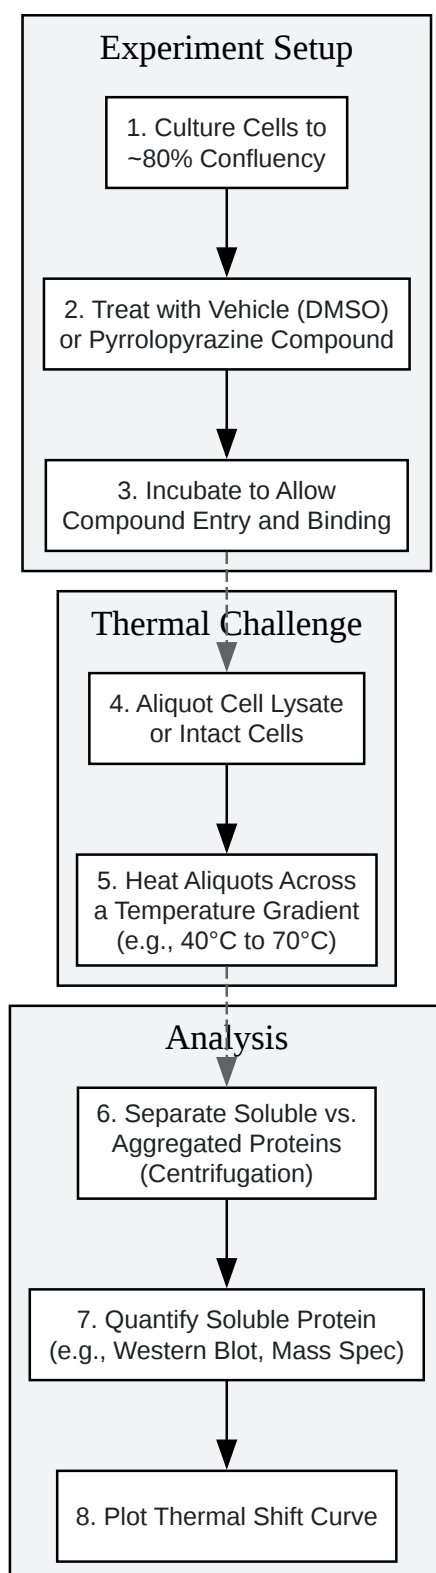 Experiment Setup
1. Culture Cells to
~80% Confluency
2. Treat with Vehicle (DMSO)
or Pyrrolopyrazine Compound
3. Incubate to Allow
Compound Entry and Binding
Thermal Challenge
4. Aliquot Cell Lysate
or Intact Cells
5. Heat Aliquots Across
a Temperature Gradient
(e.g., 40°C to 70°C)
Analysis
6. Separate Soluble vs.
Aggregated Proteins
(Centrifugation)
7. Quantify Soluble Protein
(e.g., Western Blot, Mass Spec)
8. Plot Thermal Shift Curve